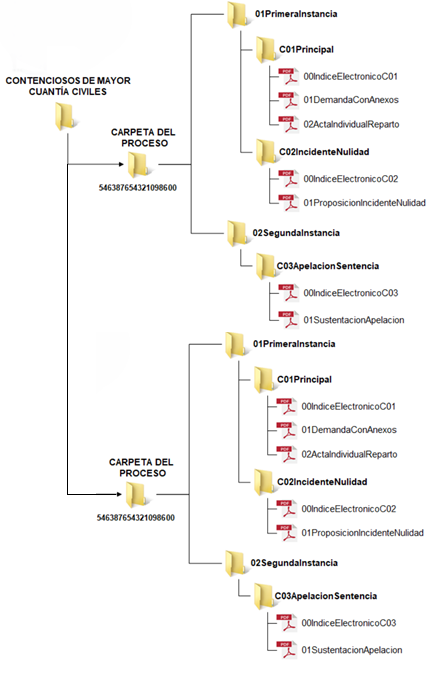 01PrimeraInstancia
C01Principal
CONTENCIOSOS DE MAYOR
CUANTÍA CIVILES
PDF
00IndiceElectronicoC01
PDF
01DemandaConAnexos
PDF
02ActaIndividualReparto
CARPETA DEL
PROCESO
546387654321098600
C02IncidenteNulidad
PDF
00IndiceElectronicoC02
PDF
01ProposicionIncidenteNulidad
02SegundaInstancia
C03ApelacionSentencia
PDF
00IndiceElectronicoC03
PDF
01SustentacionApelacion
01PrimeraInstancia
C01Principal
PDF
00IndiceElectronicoC01
PDF
01DemandaConAnexos
PDF
02ActaIndividualReparto
CARPETA DEL
PROCESO
546387654321098600
C02IncidenteNulidad
PDF
00IndiceElectronicoC02
PDF
01ProposicionIncidenteNulidad
02SegundaInstancia
C03ApelacionSentencia
PDF
00IndiceElectronicoC03
PDF
01SustentacionApelacion